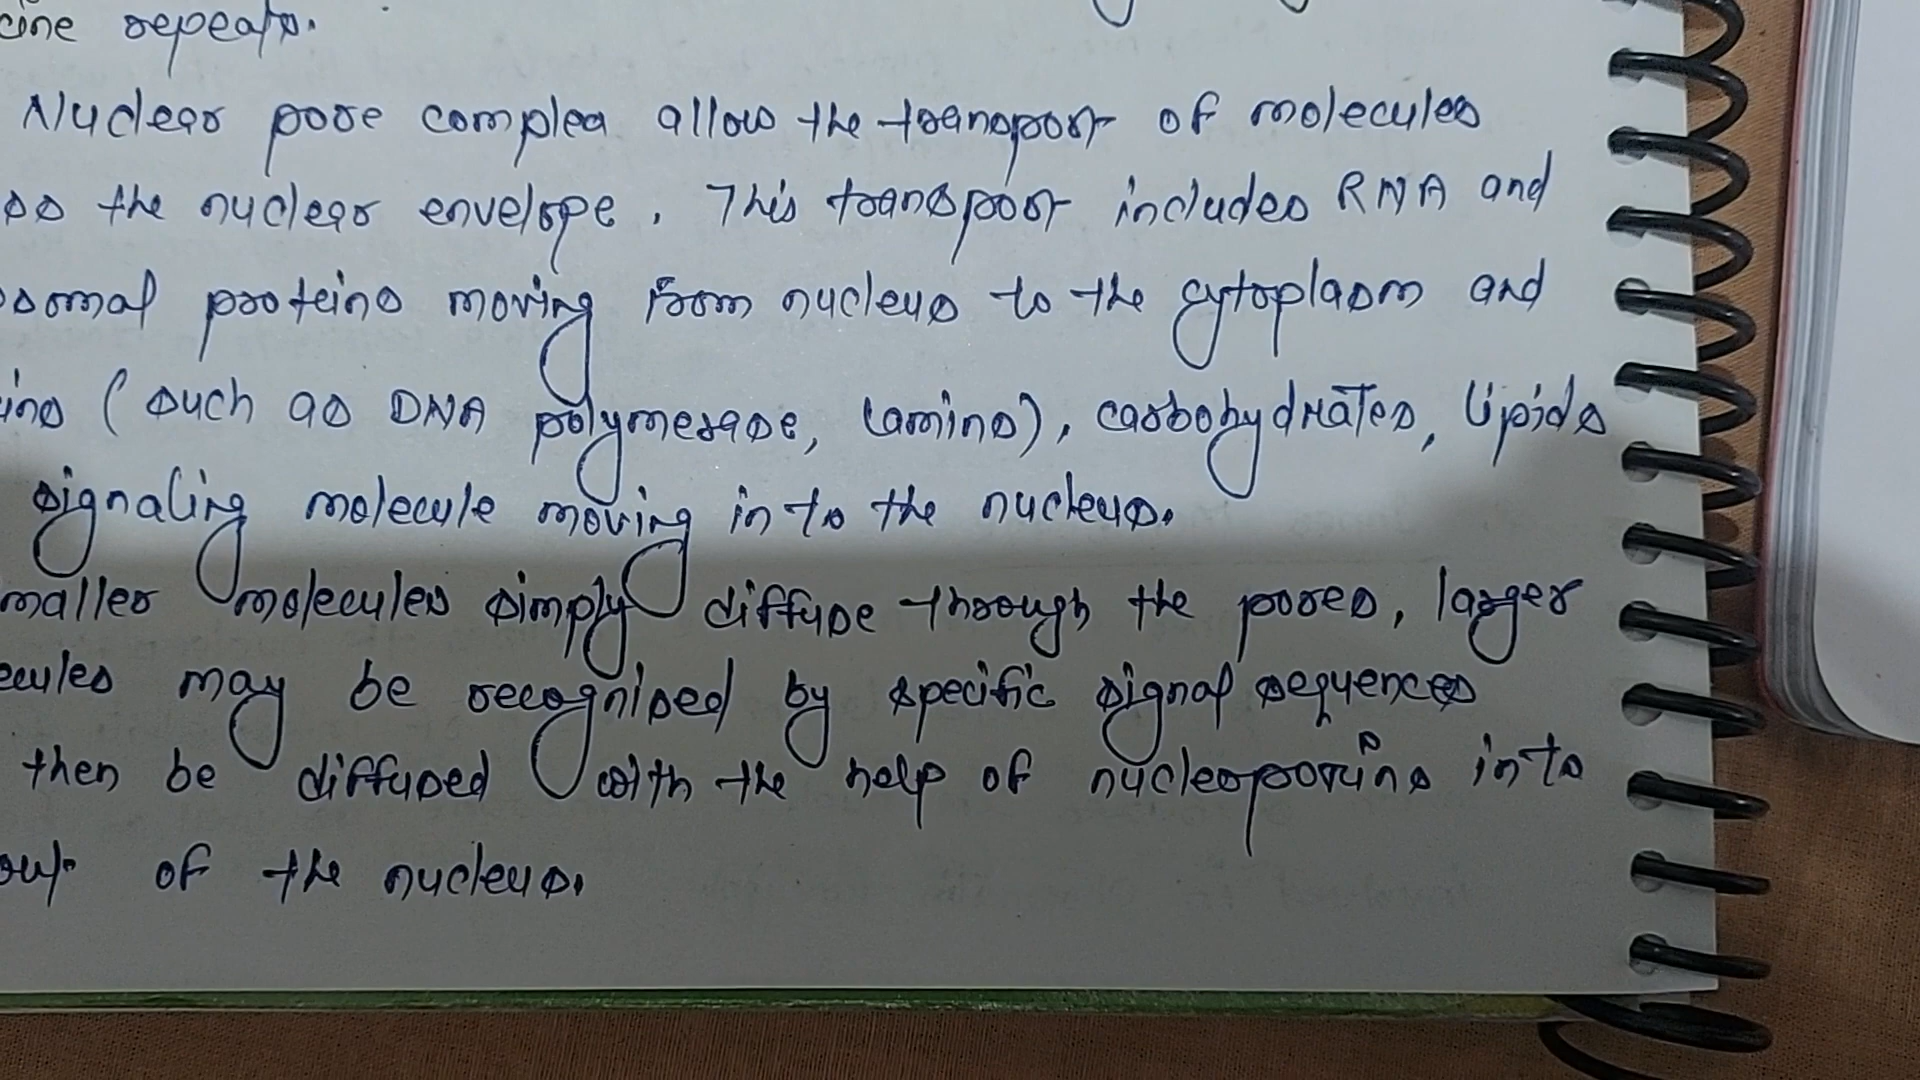 cine repeats.
Nuclear pore complex allow the transport of molecules
ss the nuclear envelope. This transport includes RNA and
somal proteins moving from nucleus to the cytoplasm and
ins (such as DNA polymerase, lamins), carbohydrates, lipids
signaling molecule moving in to the nucleus.
maller molecules simply diffuse through the pores, larger
ecules may be recognised by specific signal sequences
then be diffused with the help of nucleoporins into
out of the nucleus.